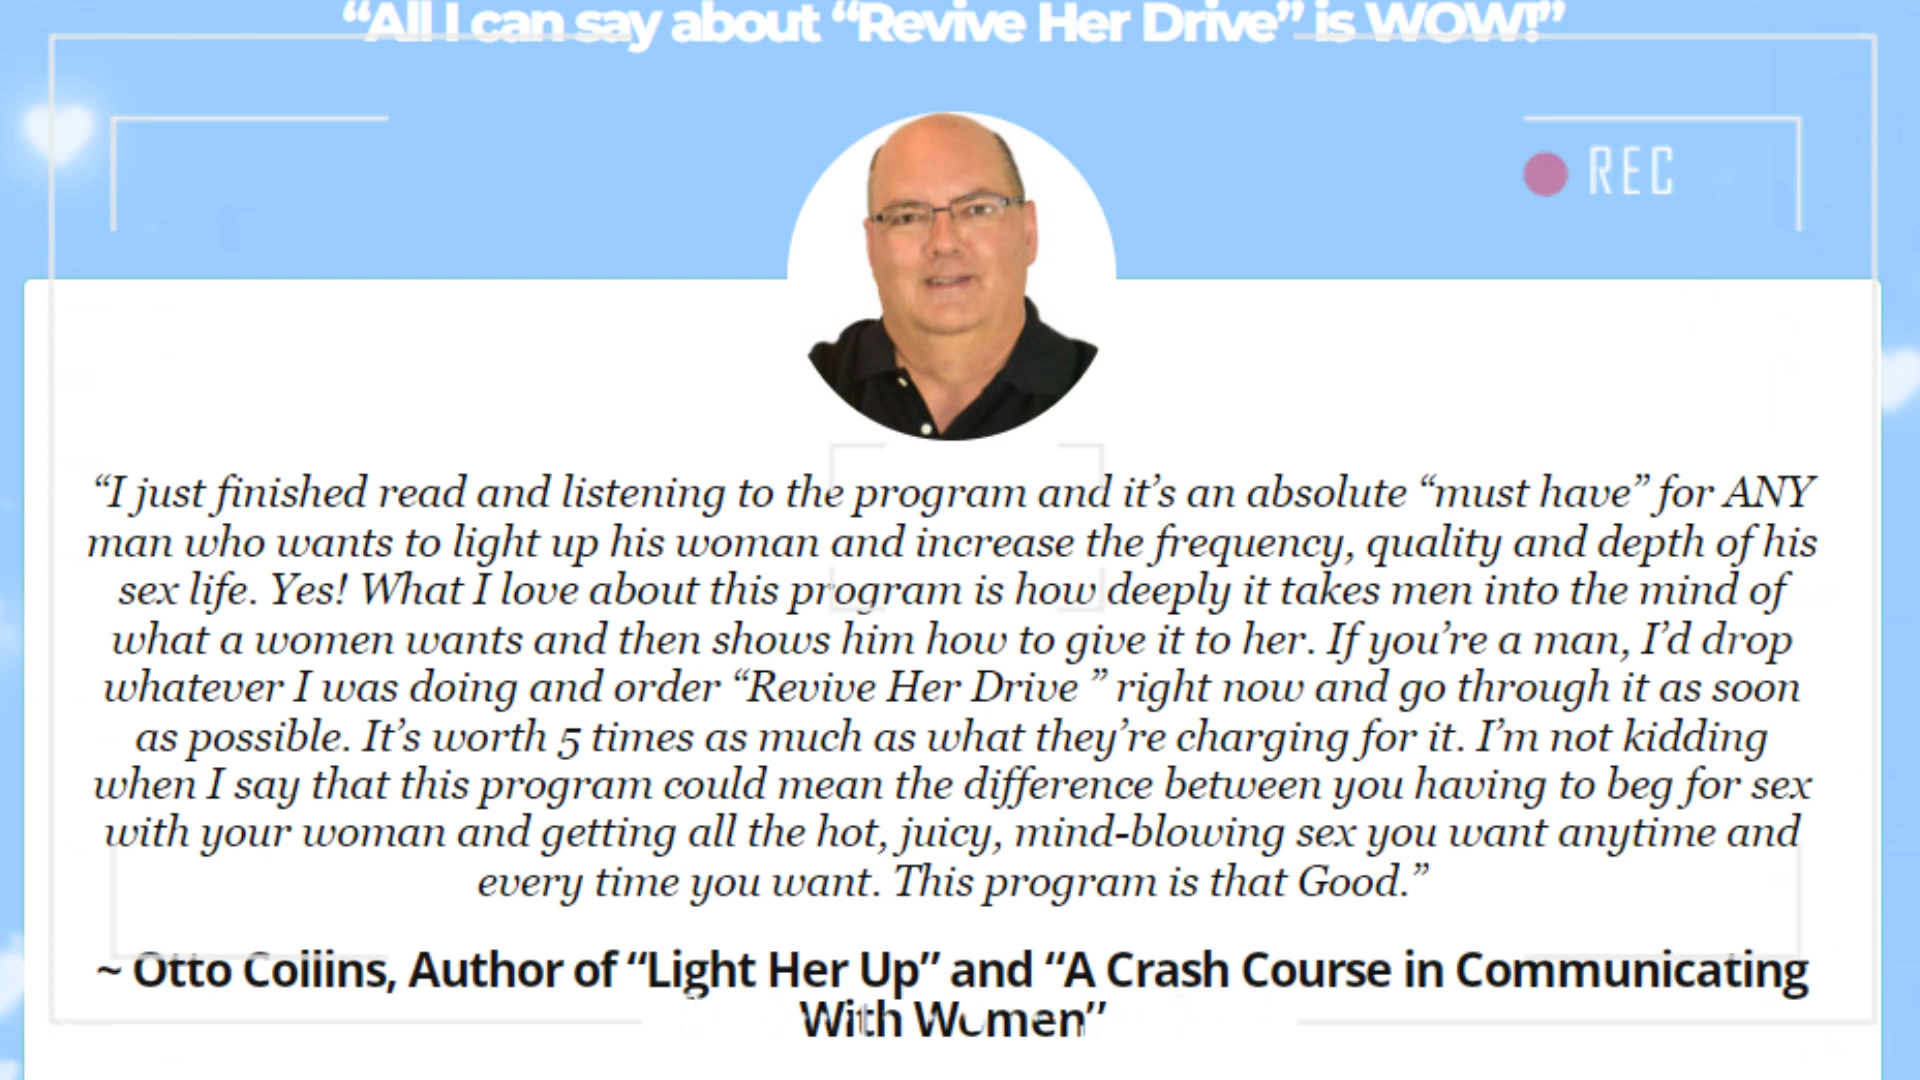 “All I can say about “Revive Her Drive” is WOW!”
REC
“I just finished read and listening to the program and it’s an absolute “must have” for ANY
man who wants to light up his woman and increase the frequency, quality and depth of his
sex life. Yes! What I love about this program is how deeply it takes men into the mind of
what a women wants and then shows him how to give it to her. If you’re a man, I’d drop
whatever I was doing and order “Revive Her Drive ” right now and go through it as soon
as possible. It’s worth 5 times as much as what they’re charging for it. I’m not kidding
when I say that this program could mean the difference between you having to beg for sex
with your woman and getting all the hot, juicy, mind-blowing sex you want anytime and
every time you want. This program is that Good.”
~ Otto Collins, Author of “Light Her Up” and “A Crash Course in Communicating
With Women”